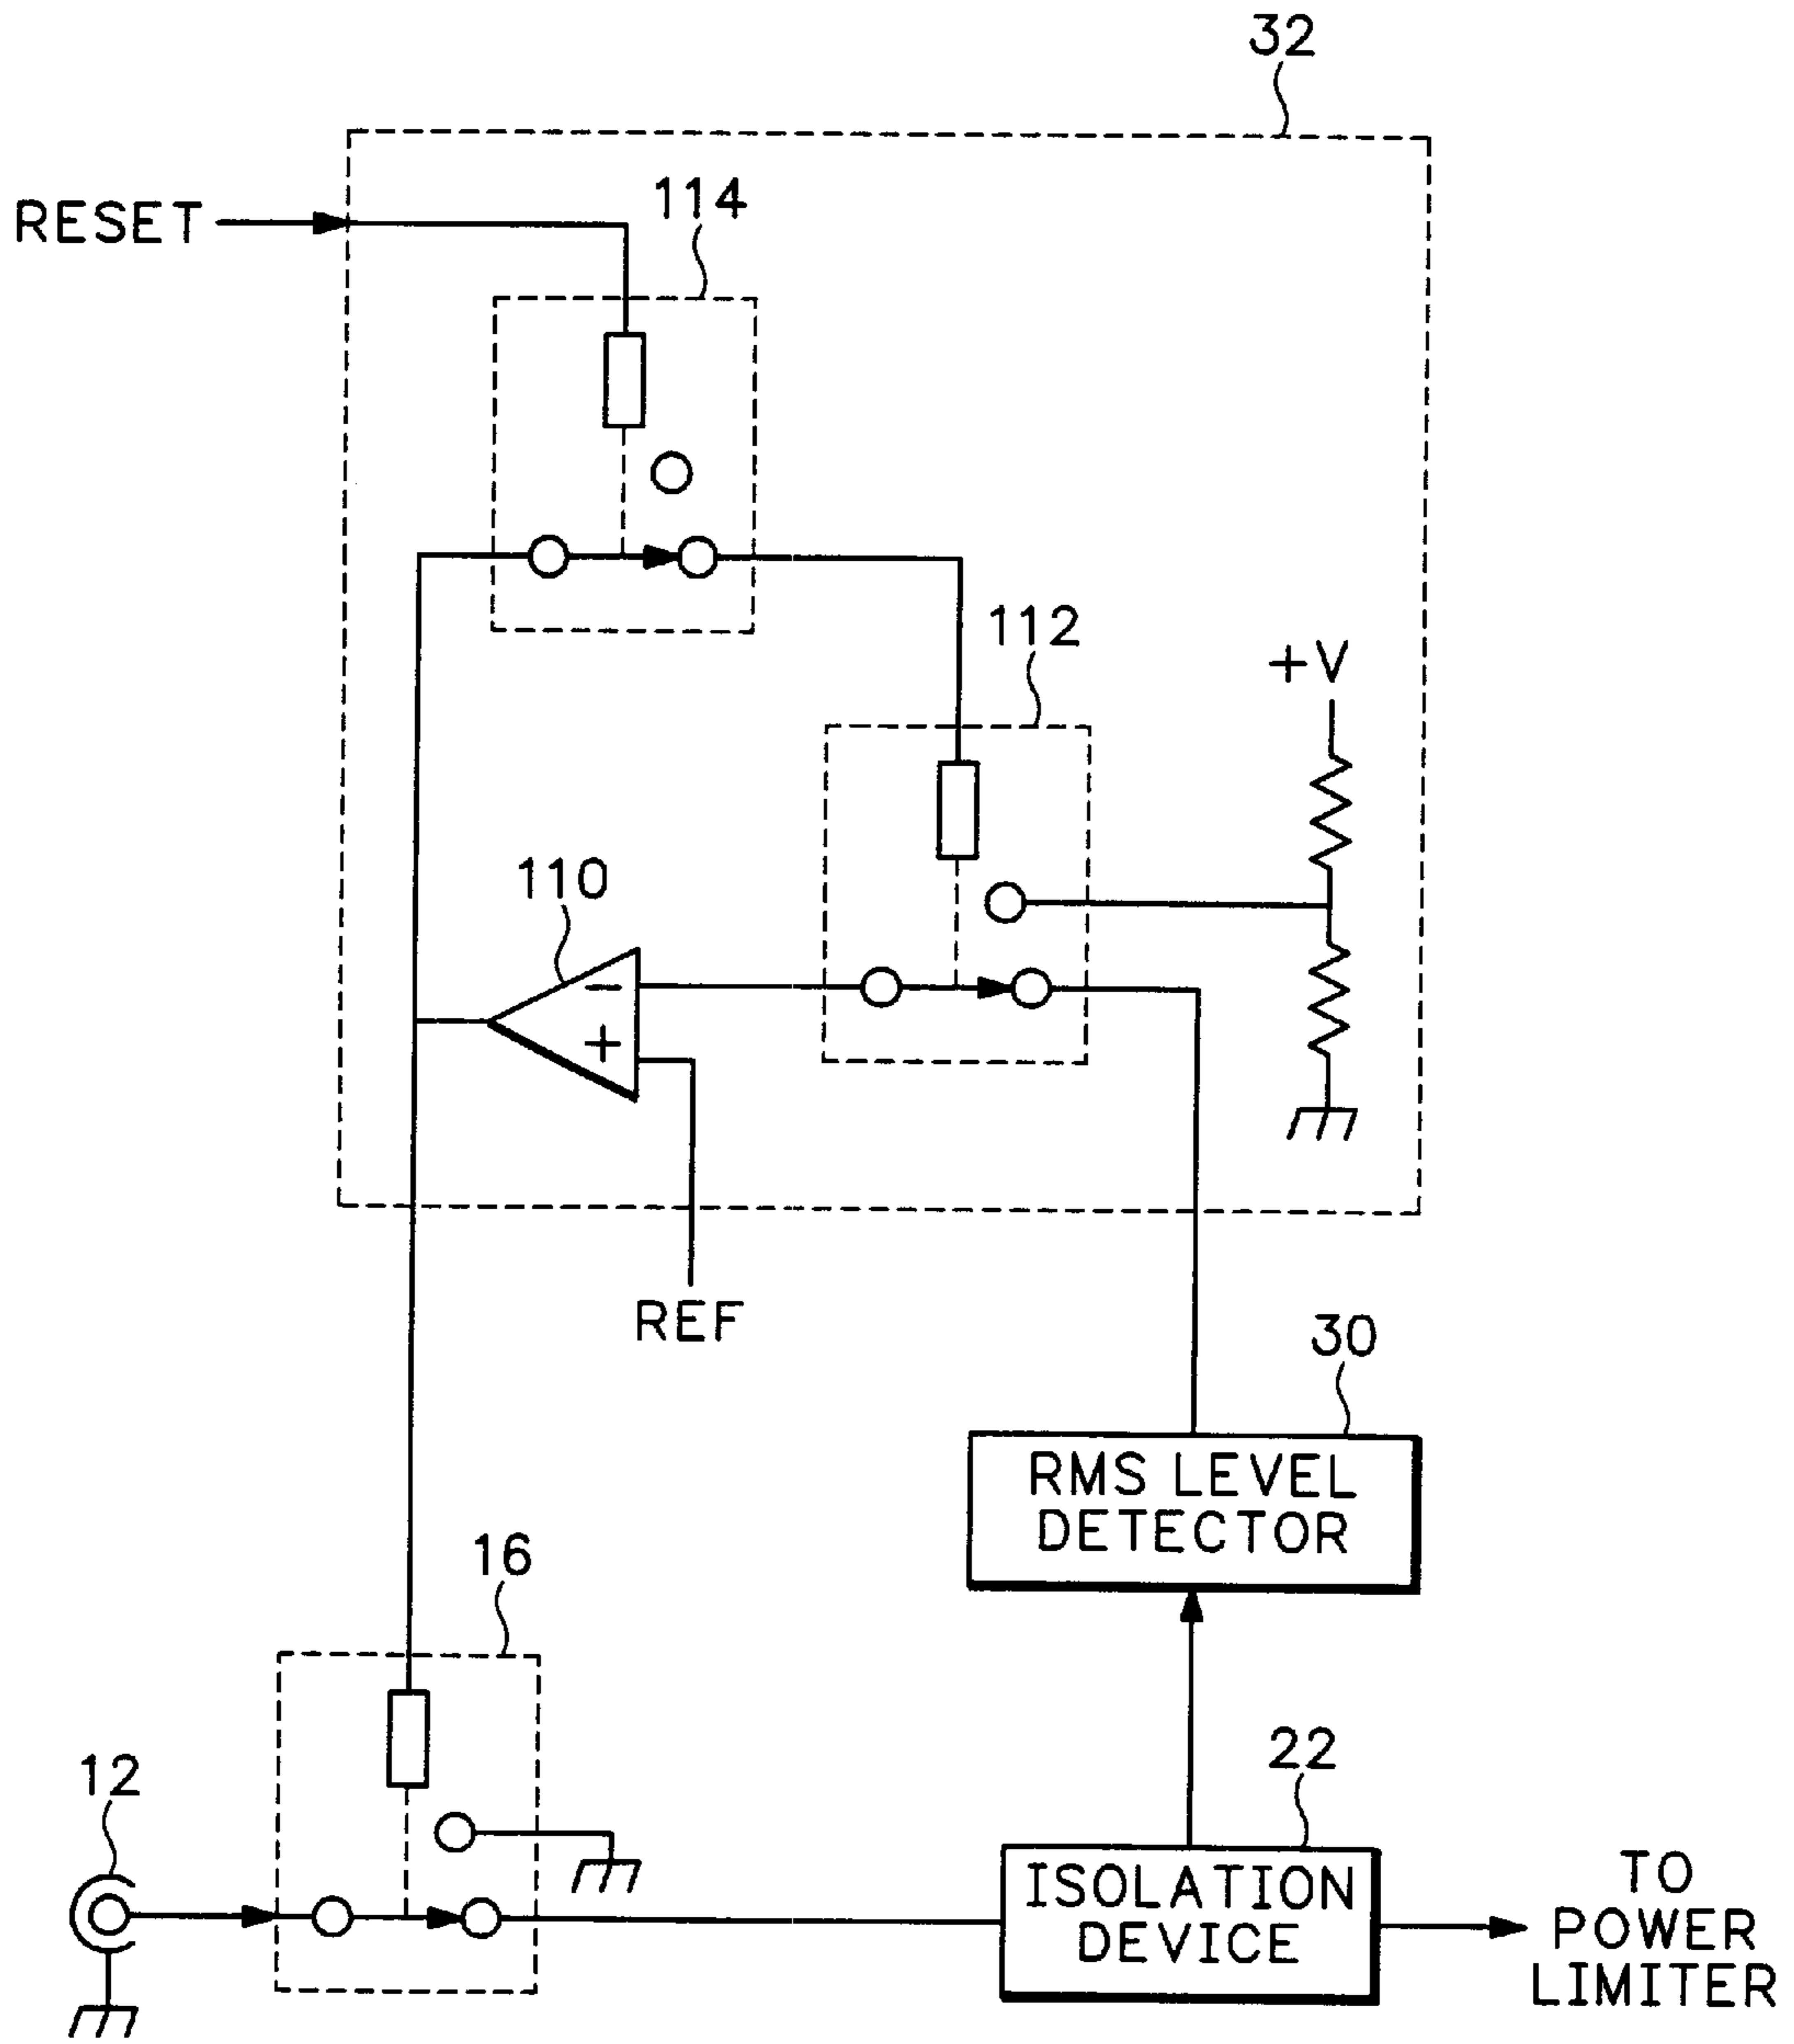 32
RESET
114
112
+V
110
−
+
REF
30
RMS LEVEL
DETECTOR
16
12
22
ISOLATION
DEVICE
TO
POWER
LIMITER